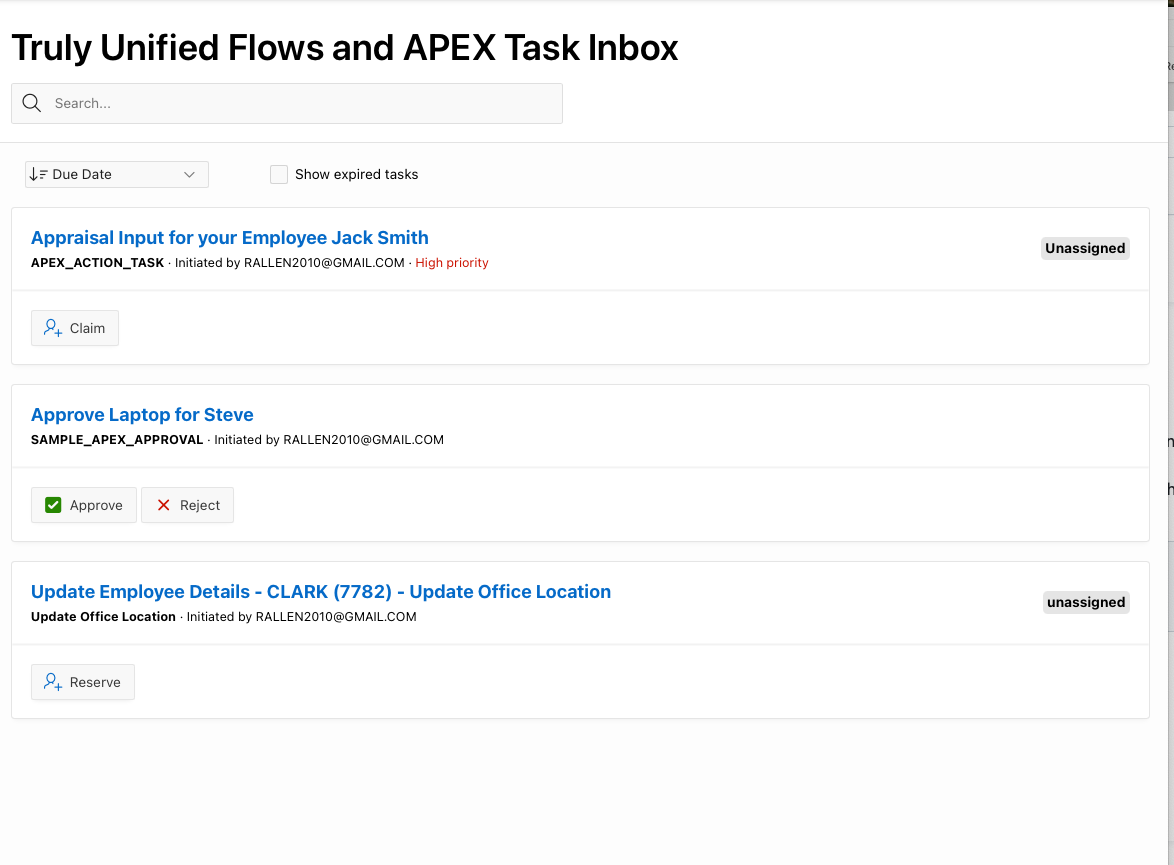 Truly Unified Flows and APEX Task Inbox
Search...
Due Date
Show expired tasks
Appraisal Input for your Employee Jack Smith
APEX_ACTION_TASK · Initiated by RALLEN2010@GMAIL.COM · High priority
Unassigned
Claim
Approve Laptop for Steve
SAMPLE_APEX_APPROVAL · Initiated by RALLEN2010@GMAIL.COM
Approve
Reject
Update Employee Details - CLARK (7782) - Update Office Location
Update Office Location · Initiated by RALLEN2010@GMAIL.COM
unassigned
Reserve